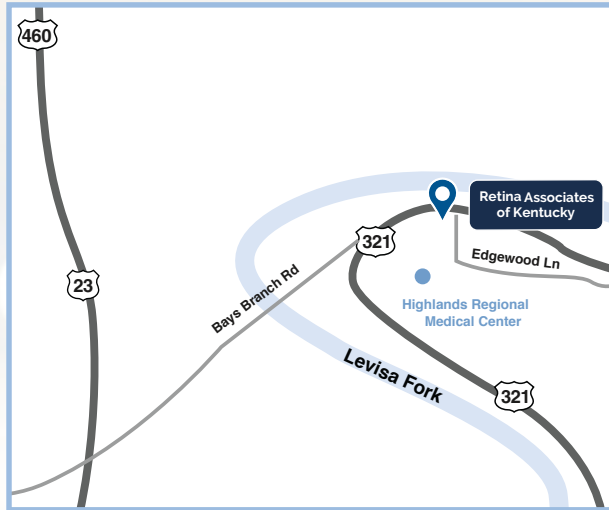 460
Retina Associates
of Kentucky
321
Edgewood Ln
23
Bays Branch Rd
Highlands Regional
Medical Center
Levisa Fork
321